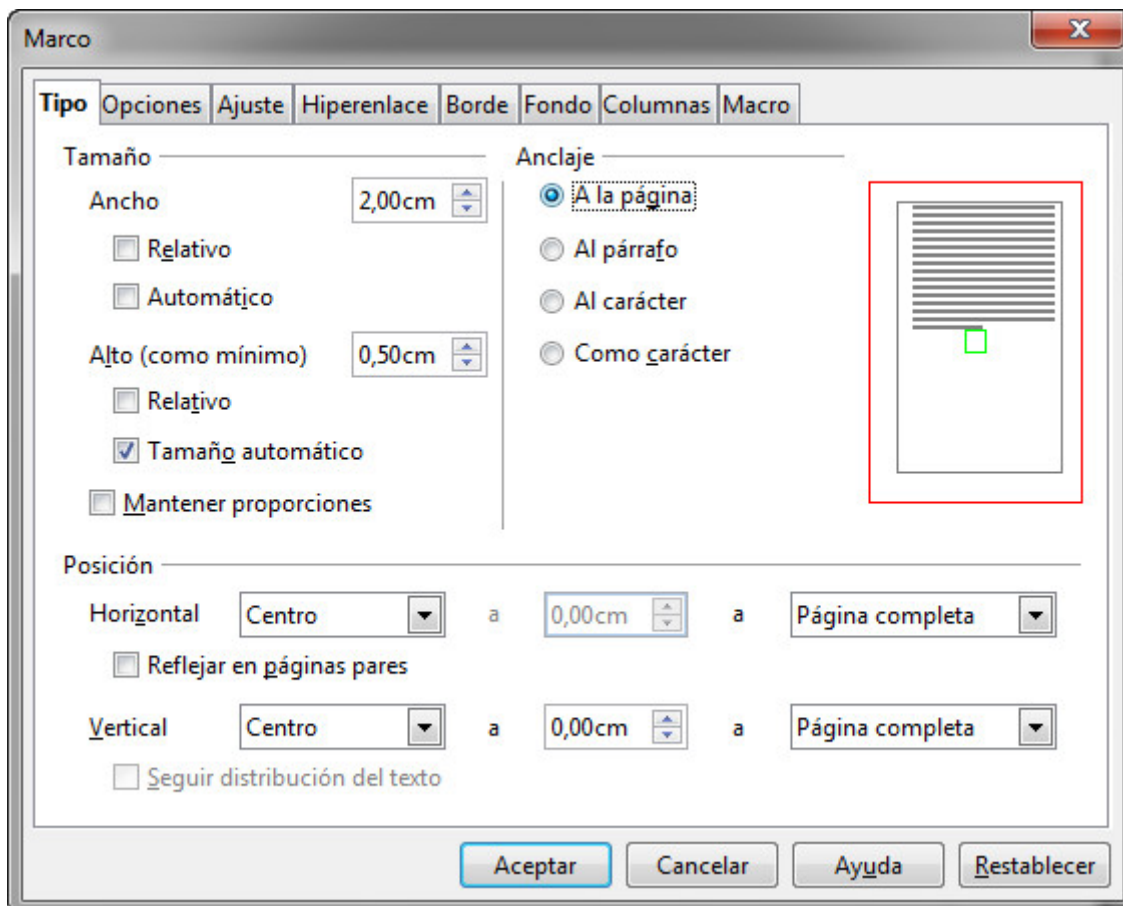 Marco
Tipo Opciones Ajuste Hiperenlace Borde Fondo Columnas Macro
Tamaño Anclaje
Ancho 2,00cm A la página
Relativo Al párrafo
Automático Al carácter
Alto (como mínimo) 0,50cm Como carácter
Relativo
Tamaño automático
Mantener proporciones
Posición
Horizontal Centro a 0,00cm a Página completa
Reflejar en páginas pares
Vertical Centro a 0,00cm a Página completa
Seguir distribución del texto
Aceptar Cancelar Ayuda Restablecer